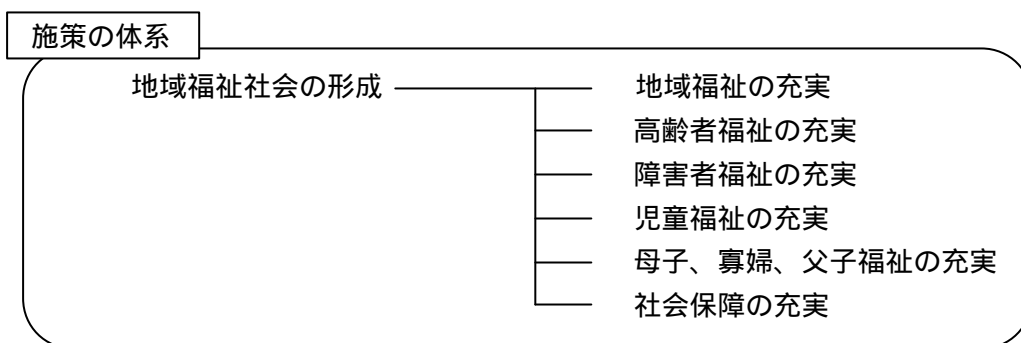 施策の体系
地域福祉社会の形成
地域福祉の充実
高齢者福祉の充実
障害者福祉の充実
児童福祉の充実
母子、寡婦、父子福祉の充実
社会保障の充実